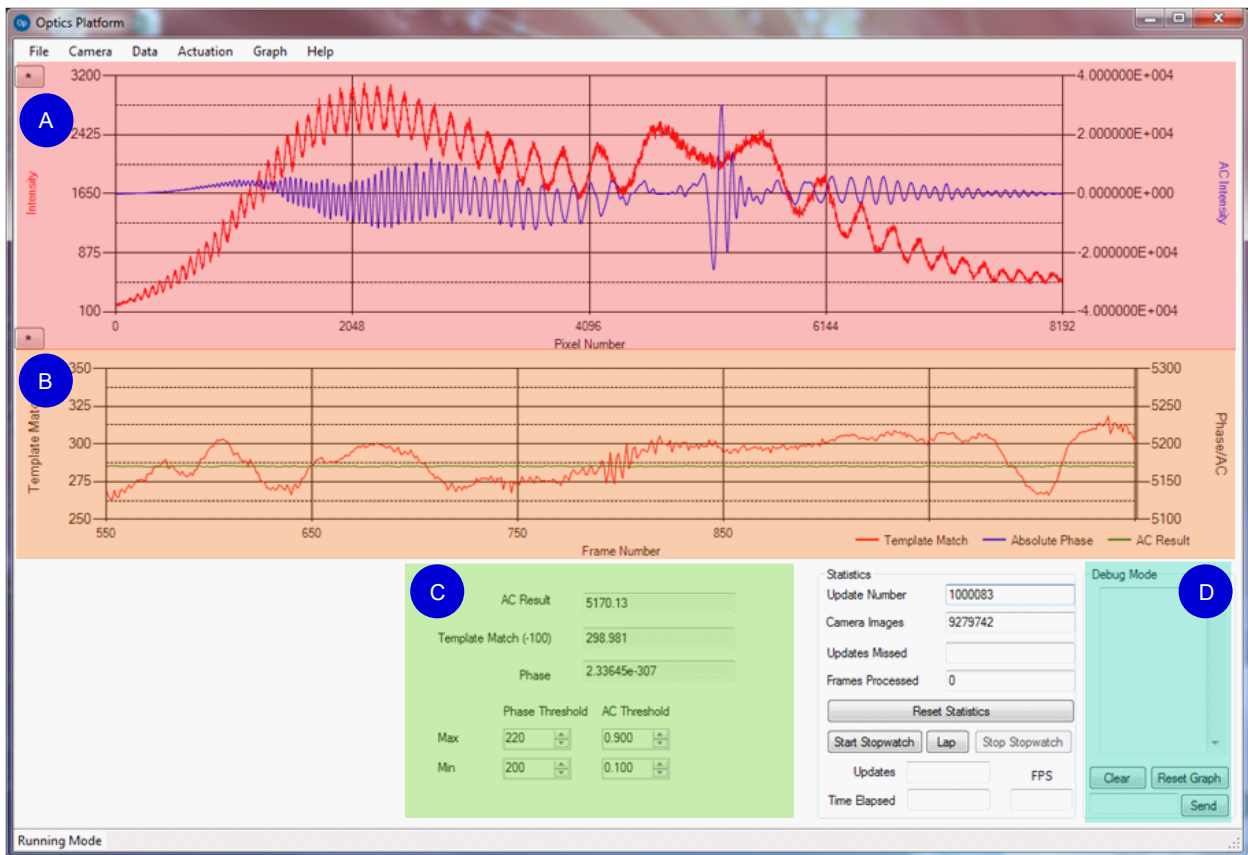 Op Optics Platform
File Camera Data Actuation Graph Help
*
A
3200
2425
1650
875
100
Intensity
4.000000E+004
2.000000E+004
0.000000E+000
-2.000000E+004
-4.000000E+004
AC Intensity
0 2048 4096 6144 8192
Pixel Number
*
B
350
325
300
275
250
Template Matc
5300
5250
5200
5150
5100
Phase/AC
550 650 750 850
Frame Number
Template Match Absolute Phase AC Result
C
AC Result 5170.13
Template Match (-100) 298.981
Phase 2.33645e-307
Phase Threshold AC Threshold
Max 220 0.900
Min 200 0.100
Statistics
Update Number 1000083
Camera Images 9279742
Updates Missed
Frames Processed 0
Reset Statistics
Start Stopwatch Lap Stop Stopwatch
Updates FPS
Time Elapsed
Debug Mode
D
Clear Reset Graph
Send
Running Mode